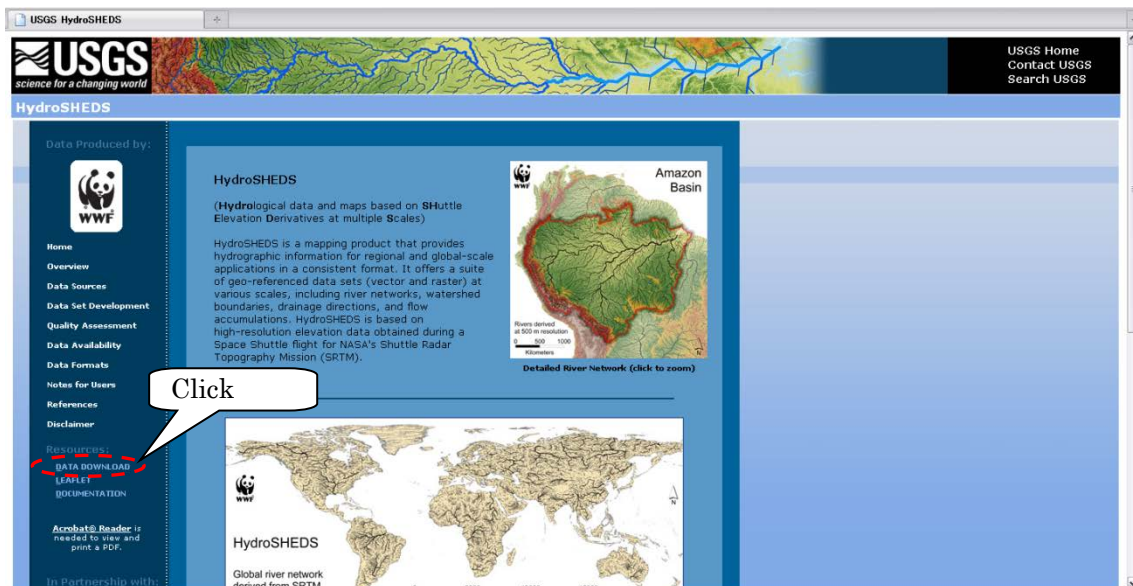 USGS HydroSHEDS
USGS
science for a changing world
USGS Home
Contact USGS
Search USGS
HydroSHEDS
Data Produced by:
WWF
Home
Overview
Data Sources
Data Set Development
Quality Assessment
Data Availability
Data Formats
Notes for Users
References
Disclaimer
Resources:
DATA DOWNLOAD
LEAFLET
DOCUMENTATION
Acrobat® Reader is
needed to view and
print a PDF.
In Partnership with:
Click
HydroSHEDS
(Hydrological data and maps based on SHuttle
Elevation Derivatives at multiple Scales)
HydroSHEDS is a mapping product that provides
hydrographic information for regional and global-scale
applications in a consistent format. It offers a suite
of geo-referenced data sets (vector and raster) at
various scales, including river networks, watershed
boundaries, drainage directions, and flow
accumulations. HydroSHEDS is based on
high-resolution elevation data obtained during a
Space Shuttle flight for NASA's Shuttle Radar
Topography Mission (SRTM).
WWF
Amazon
Basin
Rivers derived
at 500 m resolution
0 500 1000
Kilometers
N
Detailed River Network (click to zoom)
WWF
N
HydroSHEDS
Global river network
derived from SRTM